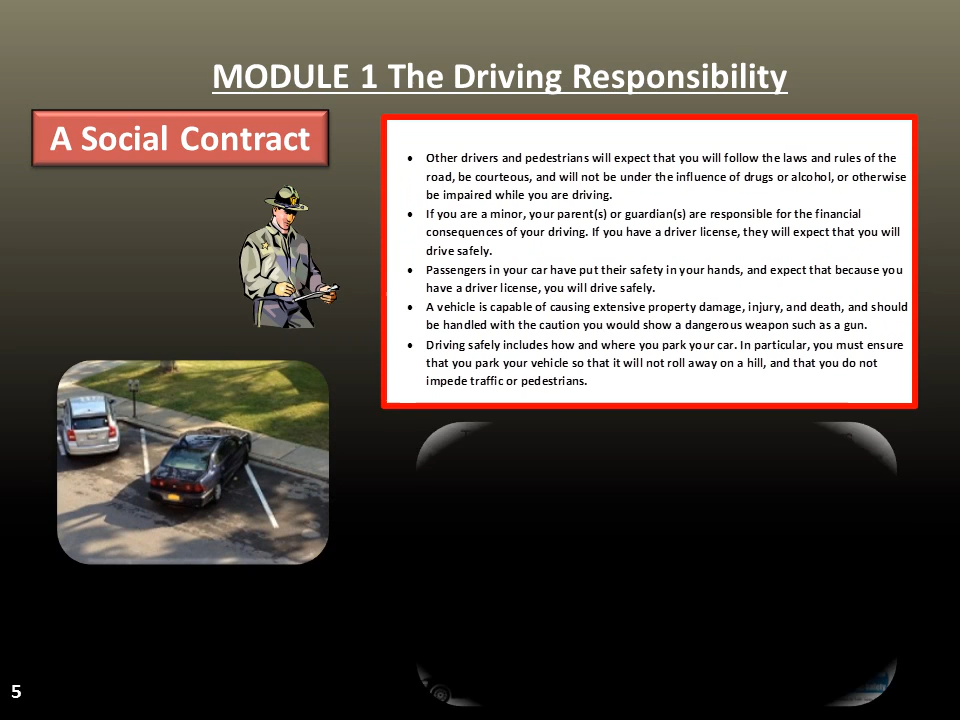 MODULE 1 The Driving Responsibility
A Social Contract
• Other drivers and pedestrians will expect that you will follow the laws and rules of the
road, be courteous, and will not be under the influence of drugs or alcohol, or otherwise
be impaired while you are driving.
• If you are a minor, your parent(s) or guardian(s) are responsible for the financial
consequences of your driving. If you have a driver license, they will expect that you will
drive safely.
• Passengers in your car have put their safety in your hands, and expect that because you
have a driver license, you will drive safely.
• A vehicle is capable of causing extensive property damage, injury, and death, and should
be handled with the caution you would show a dangerous weapon such as a gun.
• Driving safely includes how and where you park your car. In particular, you must ensure
that you park your vehicle so that it will not roll away on a hill, and that you do not
impede traffic or pedestrians.
5